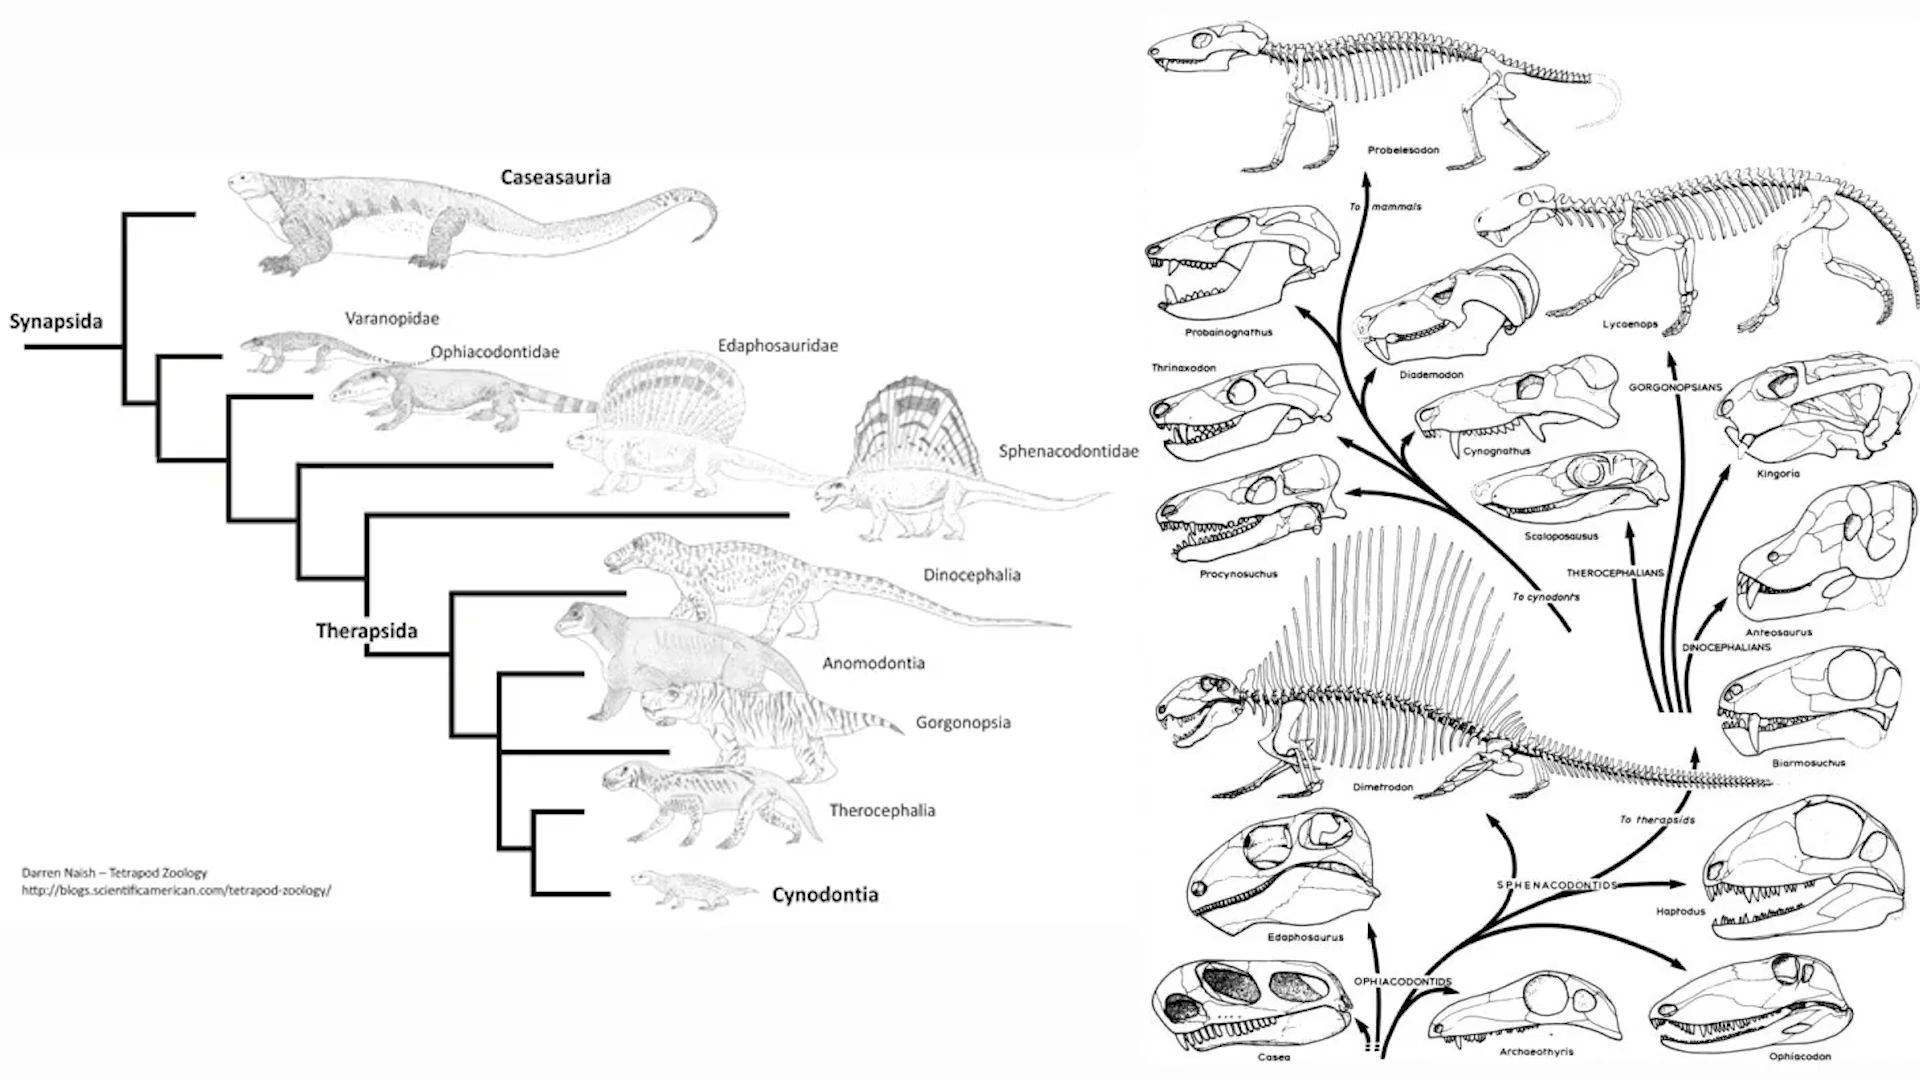 Caseasauria
Synapsida
Varanopidae
Ophiacodontidae
Edaphosauridae
Sphenacodontidae
Dinocephalia
Therapsida
Anomodontia
Gorgonopsia
Therocephalia
Cynodontia
Darren Naish – Tetrapod Zoology
http://blogs.scientificamerican.com/tetrapod-zoology/
Probelesodon
To mammals
Probainognathus
Lycaenops
Thrinaxodon
Diademodon
GORGONOPSIANS
Cynognathus
Kingoria
Scaloposausus
Procynosuchus
THEROCEPHALIANS
To cynodonts
Anteosaurus
DINOCEPHALIANS
Biarmosuchus
Dimetrodon
To therapsids
SPHENACODONTIDS
Haptodus
Edaphosaurus
OPHIACODONTIDS
Casea
Archaeothyris
Ophiacodon